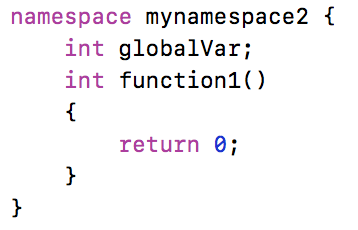 namespace mynamespace2 {
    int globalVar;
    int function1()
    {
        return 0;
    }
}